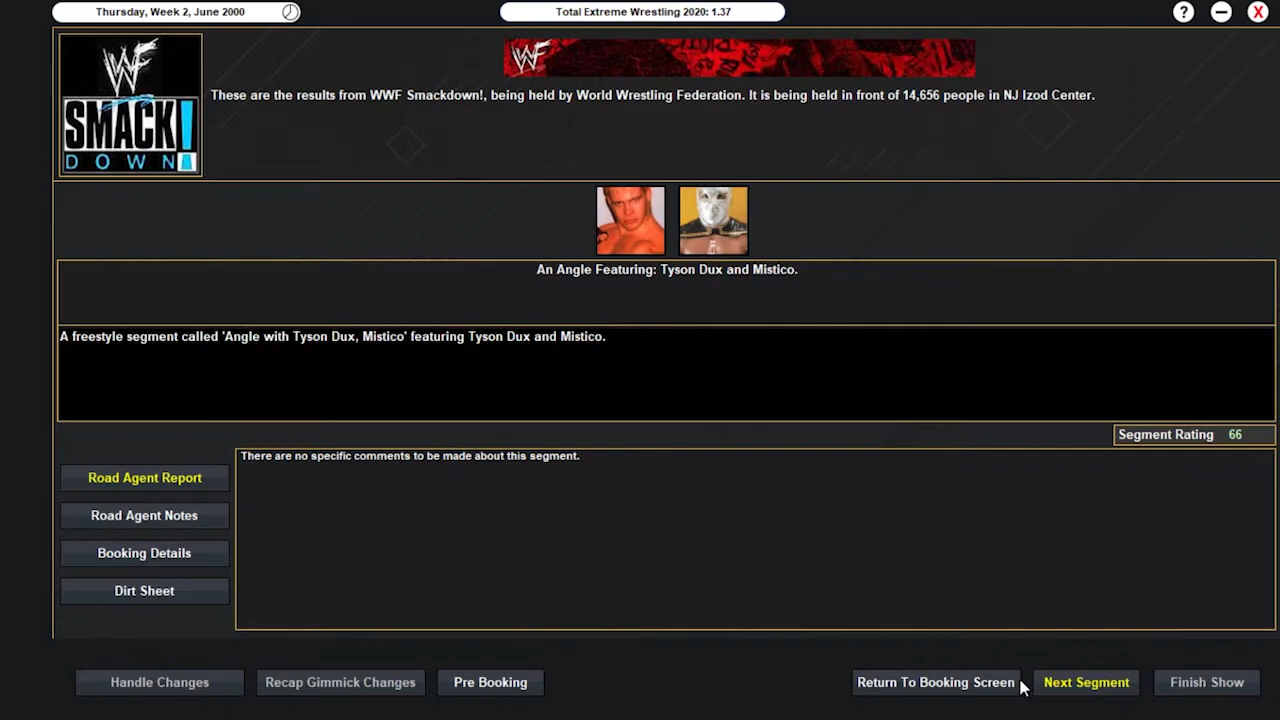 Thursday, Week 2, June 2000
Total Extreme Wrestling 2020: 1.37
?
X
WF
SMACK!
DOWN!
WF
These are the results from WWF Smackdown!, being held by World Wrestling Federation. It is being held in front of 14,656 people in NJ Izod Center.
An Angle Featuring: Tyson Dux and Mistico.
A freestyle segment called 'Angle with Tyson Dux, Mistico' featuring Tyson Dux and Mistico.
Segment Rating 66
There are no specific comments to be made about this segment.
Road Agent Report
Road Agent Notes
Booking Details
Dirt Sheet
Handle Changes
Recap Gimmick Changes
Pre Booking
Return To Booking Screen
Next Segment
Finish Show